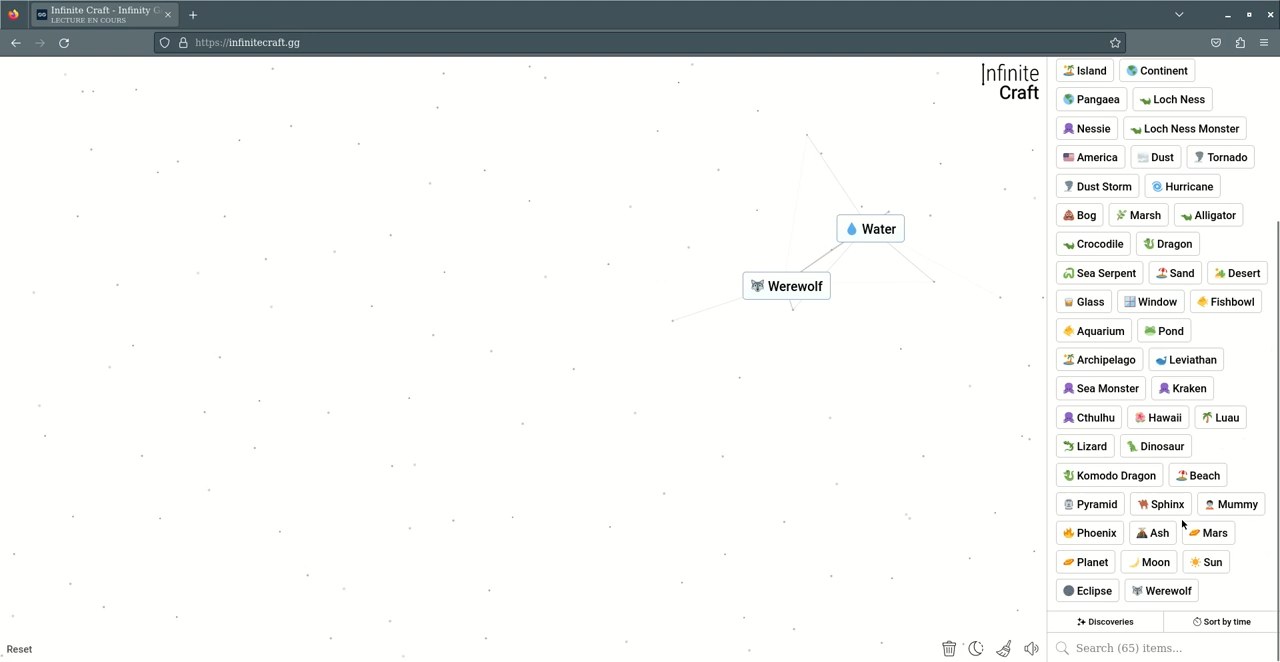 Infinite Craft - Infinity C
LECTURE EN COURS
https://infinitecraft.gg
Infinite
Craft
Water
Werewolf
Reset
Island Continent
Pangaea Loch Ness
Nessie Loch Ness Monster
America Dust Tornado
Dust Storm Hurricane
Bog Marsh Alligator
Crocodile Dragon
Sea Serpent Sand Desert
Glass Window Fishbowl
Aquarium Pond
Archipelago Leviathan
Sea Monster Kraken
Cthulhu Hawaii Luau
Lizard Dinosaur
Komodo Dragon Beach
Pyramid Sphinx Mummy
Phoenix Ash Mars
Planet Moon Sun
Eclipse Werewolf
Discoveries Sort by time
Search (65) items...